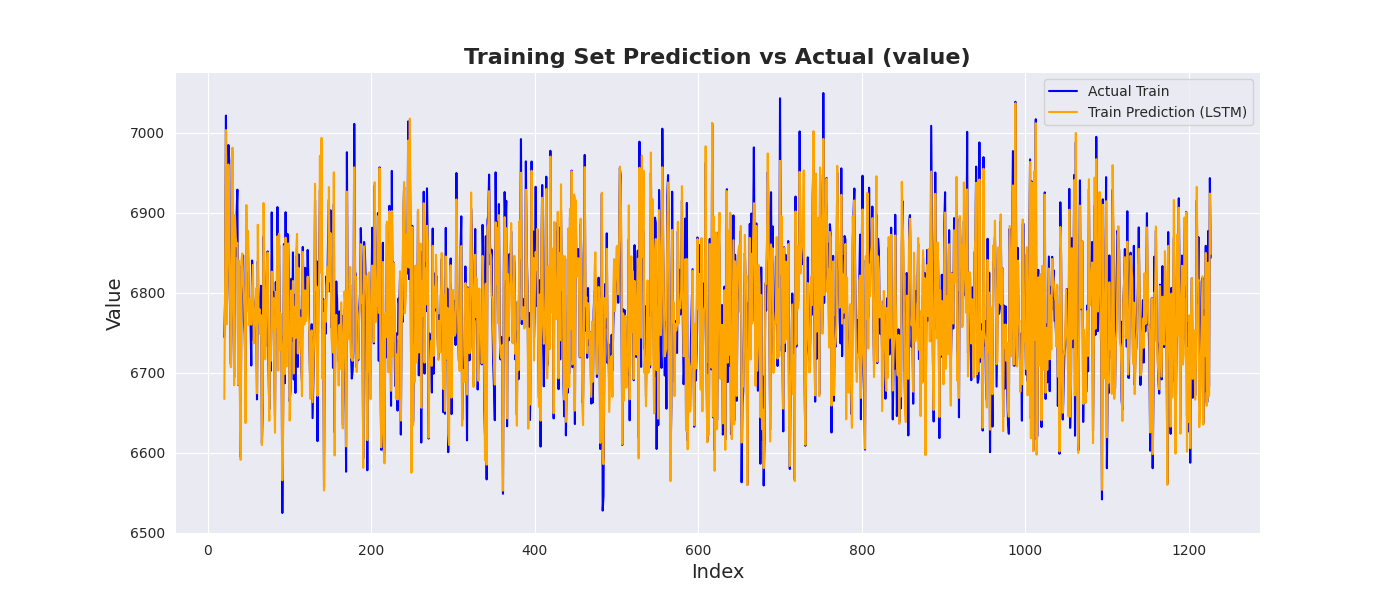 Training Set Prediction vs Actual (value)
Actual Train
Train Prediction (LSTM)
7000
6900
6800
6700
6600
6500
Value
0 200 400 600 800 1000 1200
Index